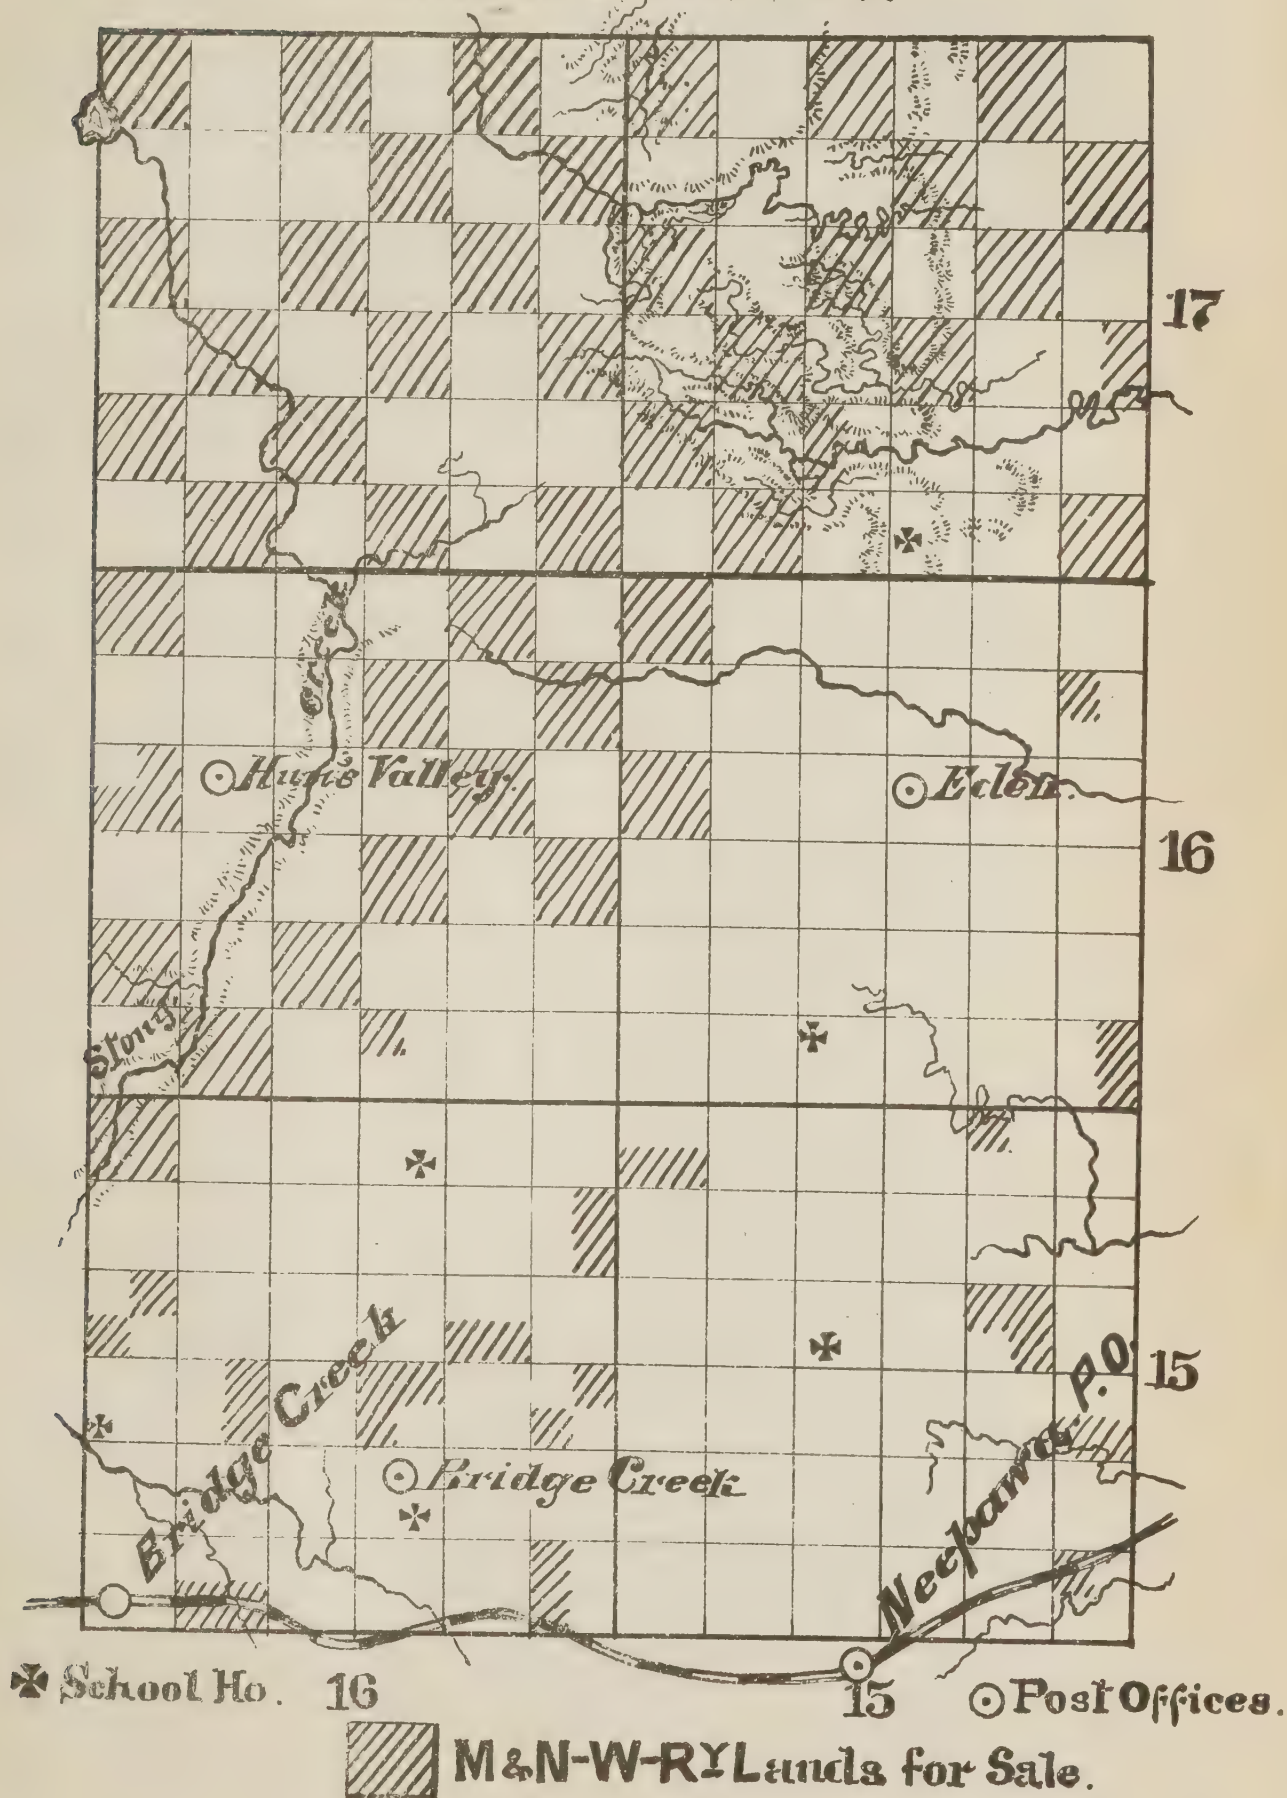 17
Creek
Hun's Valley.
Eden.
16
Stony
15
Bridge Creek
Bridge Creek
Neepawa P.O.
School Ho.
16
15
Post Offices.
M&N-W-RY Lands for Sale.